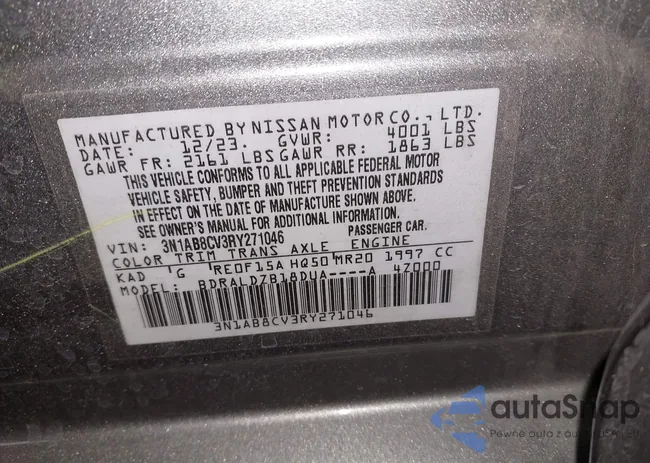 MANUFACTURED BY NISSAN MOTOR CO., LTD.
DATE: 12/23. GVWR: 4001 LBS
GAWR FR: 2161 LBS GAWR RR: 1863 LBS
THIS VEHICLE CONFORMS TO ALL APPLICABLE FEDERAL MOTOR
VEHICLE SAFETY, BUMPER AND THEFT PREVENTION STANDARDS
IN EFFECT ON THE DATE OF MANUFACTURE SHOWN ABOVE.
SEE OWNER'S MANUAL FOR ADDITIONAL INFORMATION.
VIN: 3N1AB8CV3RY271046 PASSENGER CAR.
COLOR TRIM TRANS AXLE ENGINE
KAD G RE0F15A HQ50 MR20 1997 CC
MODEL: BDRALDZB18DUA----A 4Z000
3N1AB8CV3RY271046
autaSnap
Pewne auta z